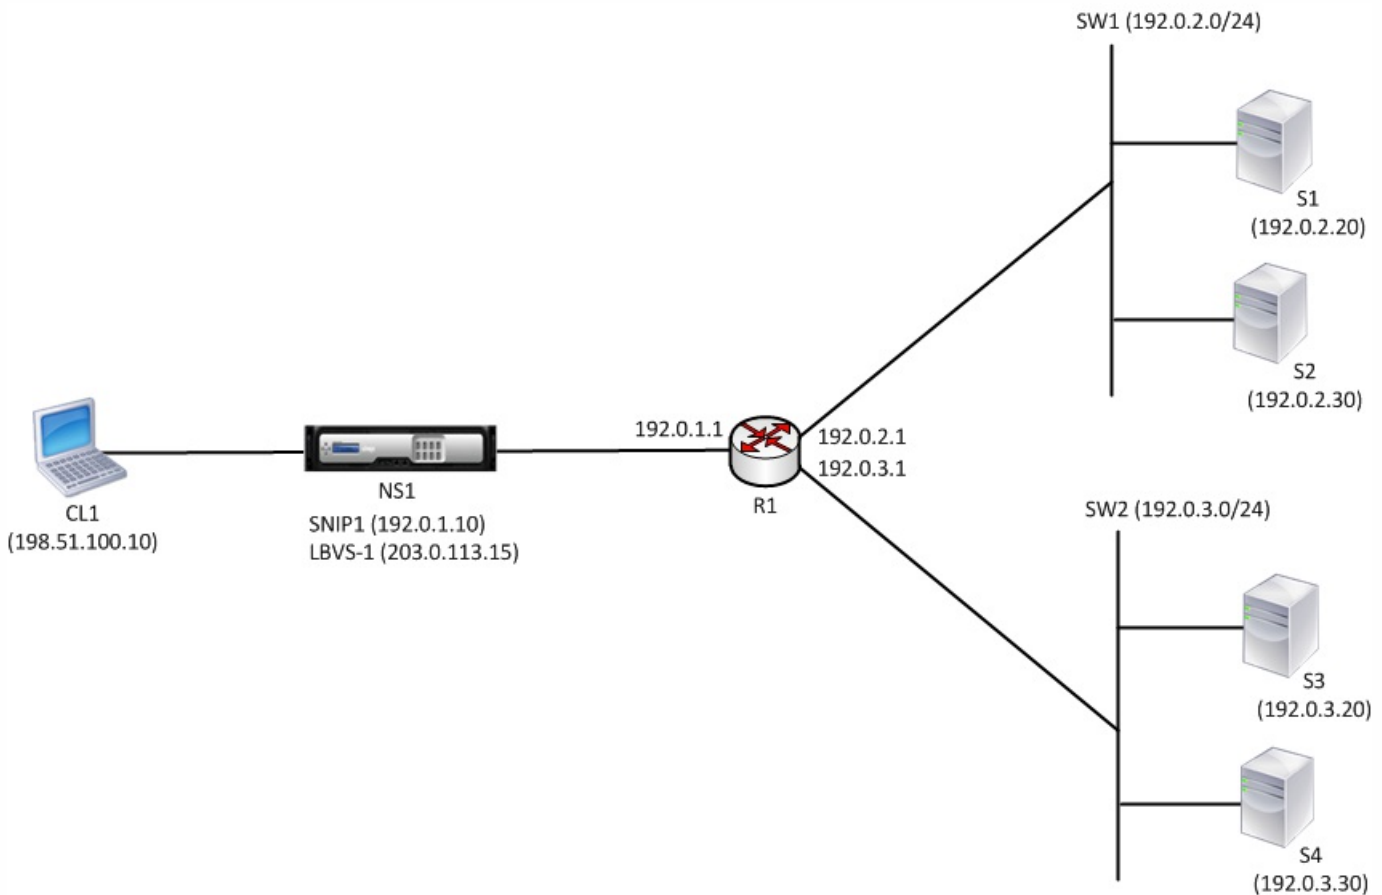 SW1 (192.0.2.0/24)
S1
(192.0.2.20)
S2
(192.0.2.30)
192.0.1.1
192.0.2.1
192.0.3.1
R1
NS1
SNIP1 (192.0.1.10)
LBVS-1 (203.0.113.15)
CL1
(198.51.100.10)
SW2 (192.0.3.0/24)
S3
(192.0.3.20)
S4
(192.0.3.30)